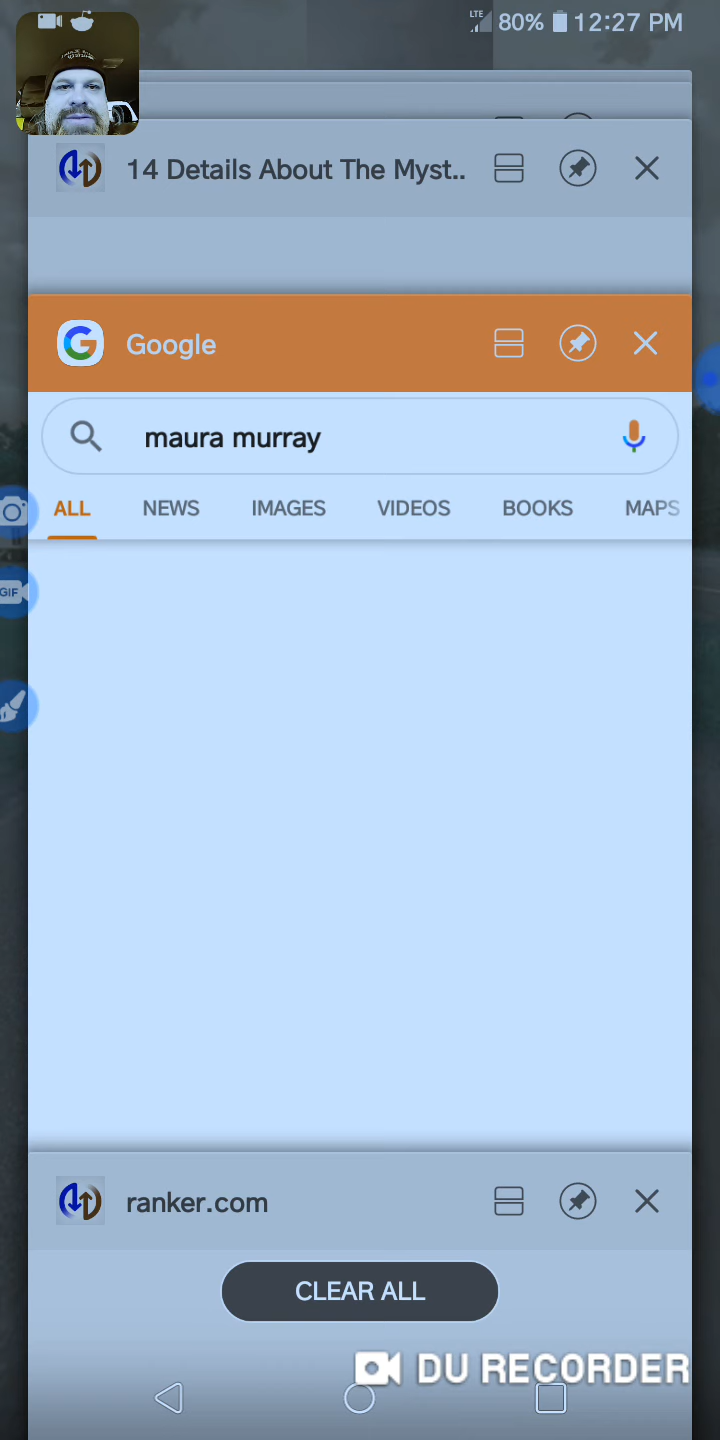 LTE 80% 12:27 PM
14 Details About The Myst..
Google
maura murray
ALL NEWS IMAGES VIDEOS BOOKS MAPS
GIF
ranker.com
CLEAR ALL
DU RECORDER